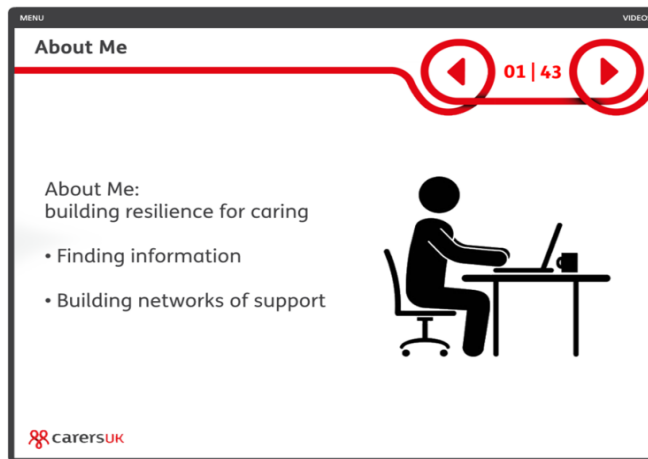 MENU
VIDEO
About Me
01 | 43
About Me:
building resilience for caring
• Finding information
• Building networks of support
carersUK